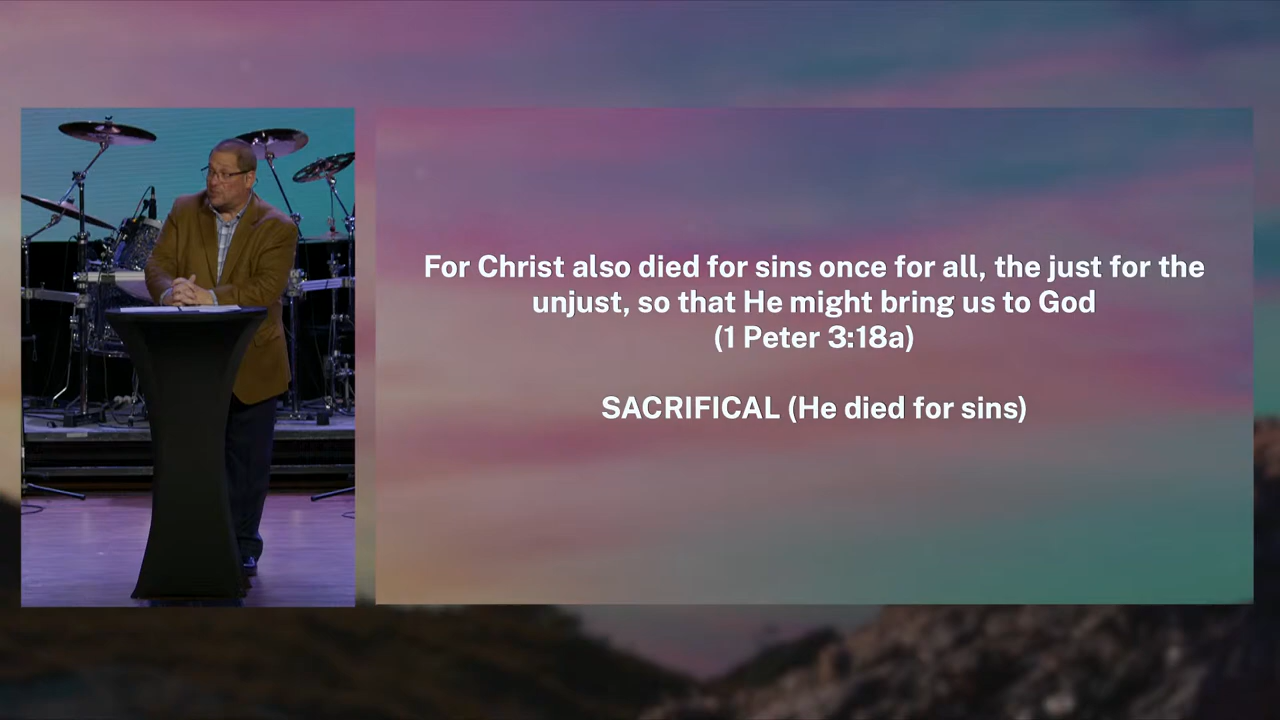 For Christ also died for sins once for all, the just for the
unjust, so that He might bring us to God
(1 Peter 3:18a)
SACRIFICAL (He died for sins)